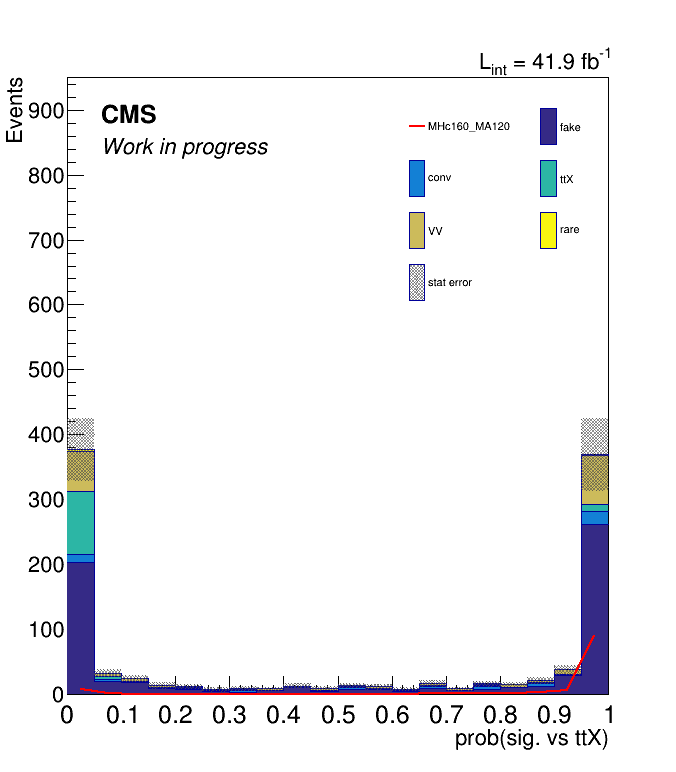 L_int = 41.9 fb^-1
Events
CMS
Work in progress
MHc160_MA120
fake
conv
ttX
VV
rare
stat error
900
800
700
600
500
400
300
200
100
0
0 0.1 0.2 0.3 0.4 0.5 0.6 0.7 0.8 0.9 1
prob(sig. vs ttX)